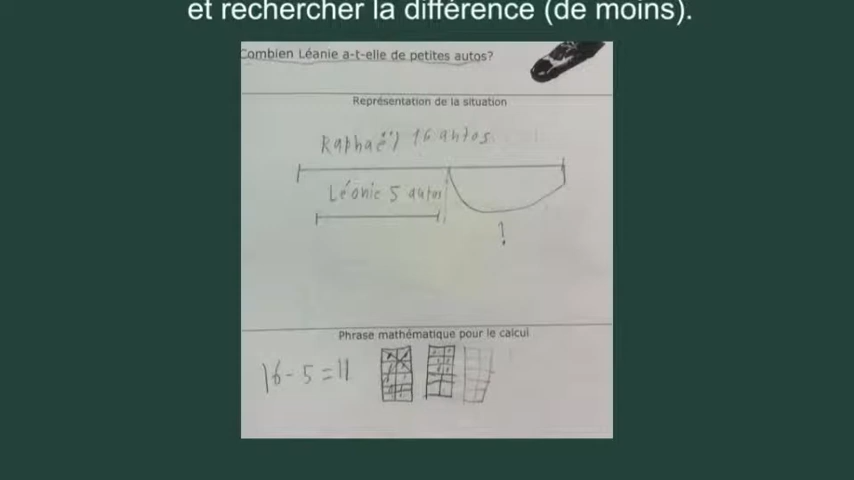 et rechercher la différence (de moins).
Combien Léanie a-t-elle de petites autos?
Représentation de la situation
Raphaël 16 autos
Léonie 5 autos
?
Phrase mathématique pour le calcul
16-5=11